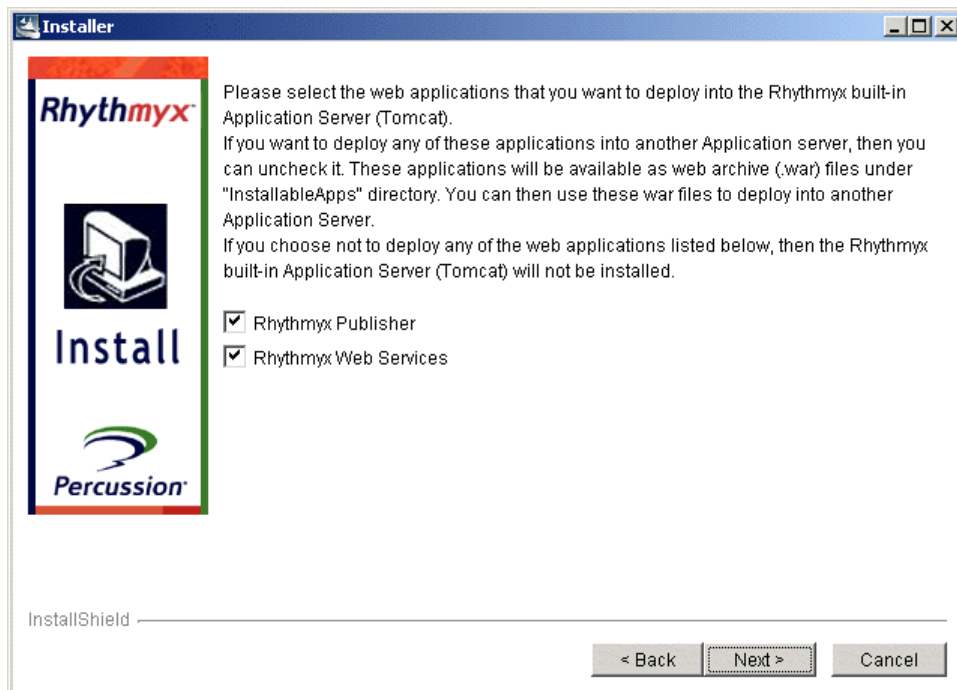 Installer
Rhythmyx
Please select the web applications that you want to deploy into the Rhythmyx built-in
Application Server (Tomcat).
If you want to deploy any of these applications into another Application server, then you
can uncheck it. These applications will be available as web archive (.war) files under
"InstallableApps" directory. You can then use these war files to deploy into another
Application Server.
If you choose not to deploy any of the web applications listed below, then the Rhythmyx
built-in Application Server (Tomcat) will not be installed.
Rhythmyx Publisher
Rhythmyx Web Services
Install
Percussion
InstallShield
< Back
Next >
Cancel